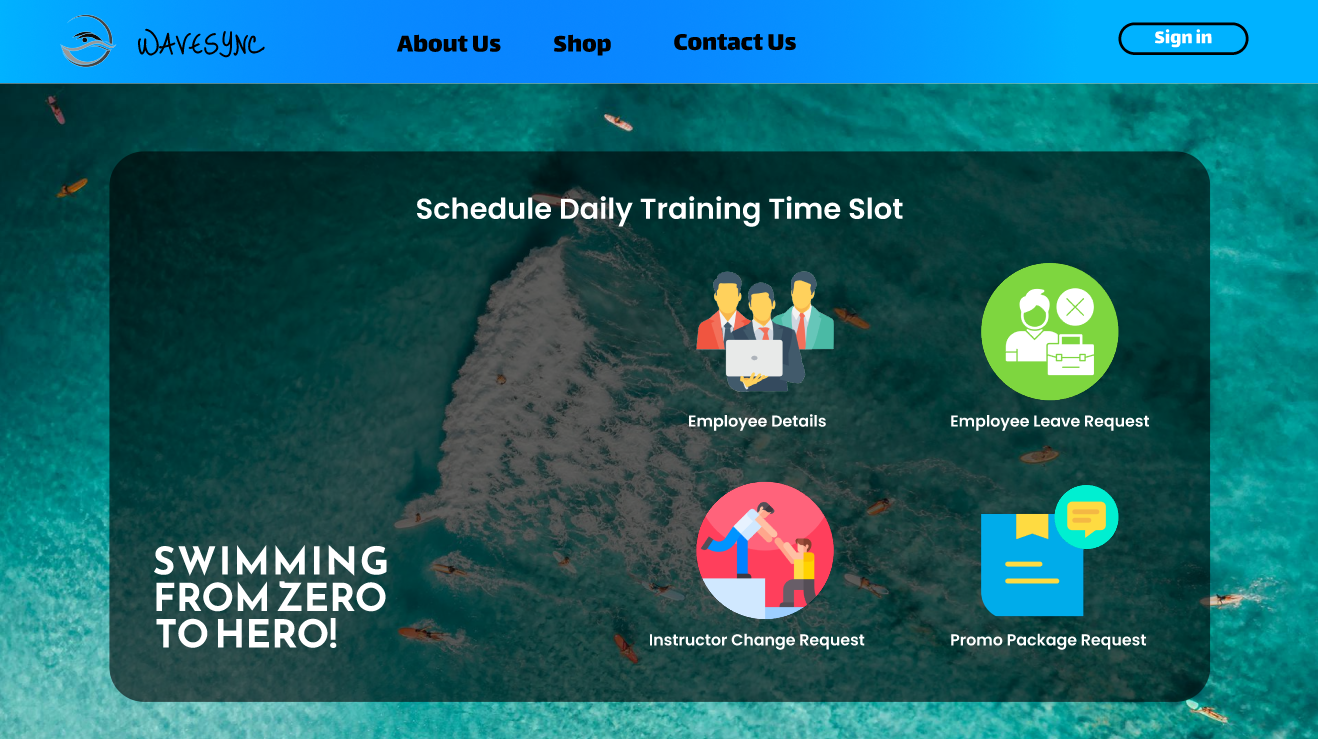 WAVESYNC
About Us
Shop
Contact Us
Sign in
Schedule Daily Training Time Slot
Employee Details
Employee Leave Request
SWIMMING
FROM ZERO
TO HERO!
Instructor Change Request
Promo Package Request